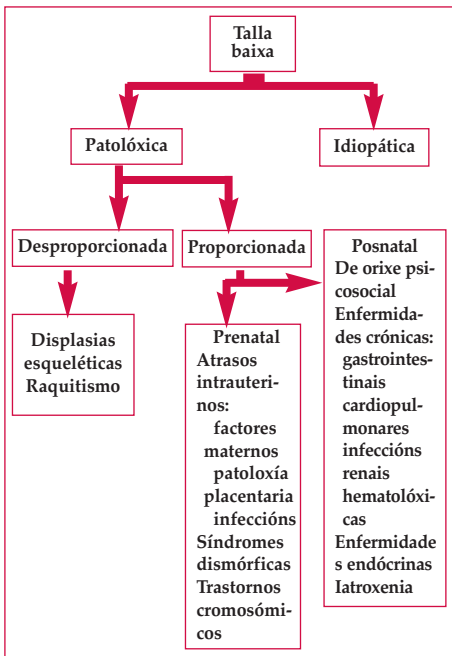 Talla
baixa
Patolóxica
Idiopática
Desproporcionada
Proporcionada
Displasias
esqueléticas
Raquitismo
Prenatal
Atrasos
intrauteri-
nos:
factores
maternos
patoloxía
placentaria
infeccións
Síndromes
dismórficas
Trastornos
cromosómi-
cos
Posnatal
De orixe psi-
cosocial
Enfermida-
des crónicas:
gastrointes-
tinais
cardiopul-
monares
infeccións
renais
hematolóxi-
cas
Enfermidade
s endócrinas
Iatroxenia